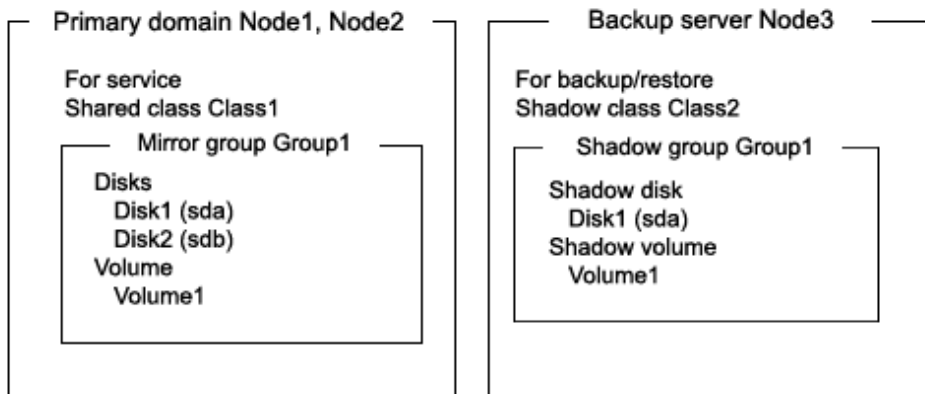 Primary domain Node1, Node2
For service
Shared class Class1
Mirror group Group1
Disks
Disk1 (sda)
Disk2 (sdb)
Volume
Volume1
Backup server Node3
For backup/restore
Shadow class Class2
Shadow group Group1
Shadow disk
Disk1 (sda)
Shadow volume
Volume1